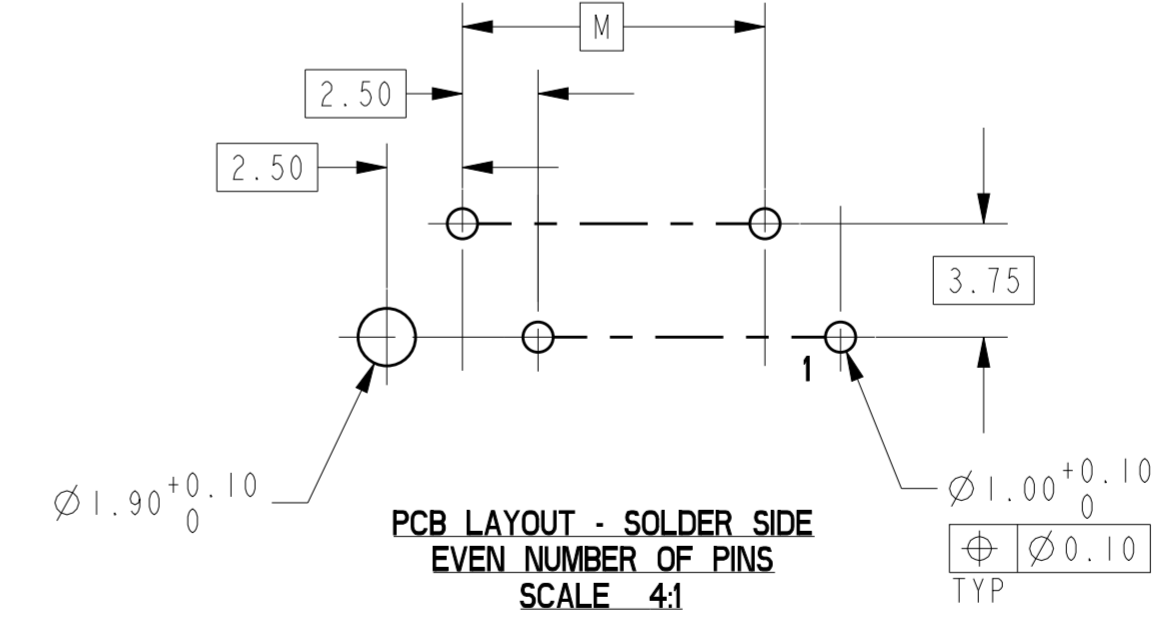 M
2.50
2.50
3.75
1
Ø1.90 +0.10
0
Ø1.00 +0.10
0
⌖ Ø0.10
TYP
PCB LAYOUT - SOLDER SIDE
EVEN NUMBER OF PINS
SCALE 4:1